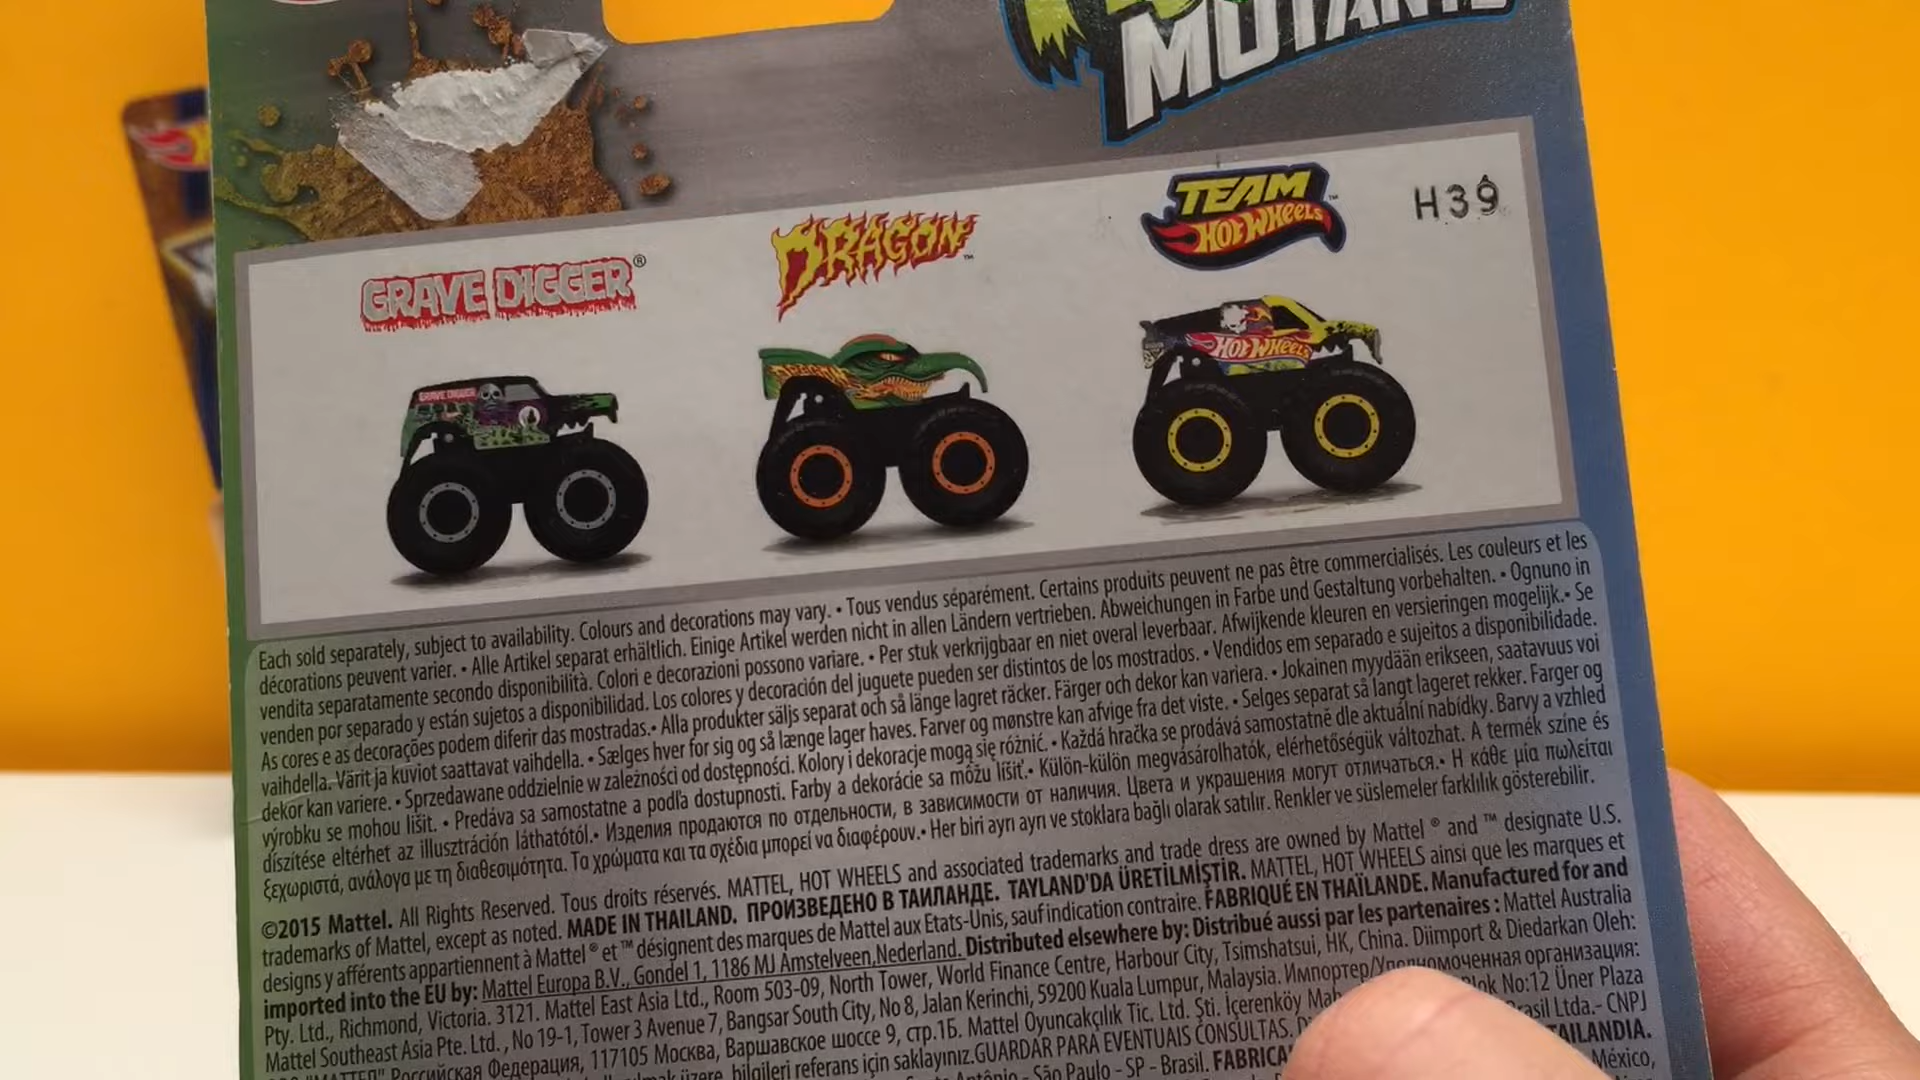 MUTANTE
TEAM
HOT WHEELS™
H39
DRAGON™
GRAVE DIGGER®
GRAVE DIGGER
DRAGON
HOT WHEELS
Each sold separately, subject to availability. Colours and decorations may vary. • Tous vendus séparément. Certains produits peuvent ne pas être commercialisés. Les couleurs et les
décorations peuvent varier. • Alle Artikel separat erhältlich. Einige Artikel werden nicht in allen Ländern vertrieben. Abweichungen in Farbe und Gestaltung vorbehalten. • Ognuno in
vendita separatamente secondo disponibilità. Colori e decorazioni possono variare. • Per stuk verkrijgbaar en niet overal leverbaar. Afwijkende kleuren en versieringen mogelijk.• Se
venden por separado y están sujetos a disponibilidad. Los colores y decoración del juguete pueden ser distintos de los mostrados. • Vendidos em separado e sujeitos a disponibilidade.
As cores e as decorações podem diferir das mostradas.• Alla produkter säljs separat och så länge lagret räcker. Färger och dekor kan variera. • Jokainen myydään erikseen, saatavuus voi
vaihdella. Värit ja kuviot saattavat vaihdella. • Sælges hver for sig og så længe lager haves. Farver og mønstre kan afvige fra det viste. • Selges separat så langt lageret rekker. Farger og
dekor kan variere. • Sprzedawane oddzielnie w zależności od dostępności. Kolory i dekoracje mogą się różnić. • Každá hračka se prodává samostatně dle aktuální nabídky. Barvy a vzhled
výrobku se mohou lišit. • Predáva sa samostatne a podľa dostupnosti. Farby a dekorácie sa môžu líšiť.• Külön-külön megvásárolhatók, elérhetőségük változhat. A termék színe és
díszítése eltérhet az illusztráción láthatótól.• Изделия продаются по отдельности, в зависимости от наличия. Цвета и украшения могут отличаться.• Η κάθε μία πωλείται
ξεχωριστά, ανάλογα με τη διαθεσιμότητα. Τα χρώματα και τα σχέδια μπορεί να διαφέρουν.• Her biri ayrı ayrı ve stoklara bağlı olarak satılır. Renkler ve süslemeler farklılık gösterebilir.
©2015 Mattel. All Rights Reserved. Tous droits réservés. MATTEL, HOT WHEELS and associated trademarks and trade dress are owned by Mattel ® and ™ designate U.S.
trademarks of Mattel, except as noted. MADE IN THAILAND. ПРОИЗВЕДЕНО В ТАИЛАНДЕ. TAYLAND'DA ÜRETİLMİŞTİR. MATTEL, HOT WHEELS ainsi que les marques et
designs y afférents appartiennent à Mattel ® et ™ désignent des marques de Mattel aux Etats-Unis, sauf indication contraire. FABRIQUÉ EN THAÏLANDE. Manufactured for and
imported into the EU by: Mattel Europa B.V., Gondel 1, 1186 MJ Amstelveen,Nederland. Distributed elsewhere by: Distribué aussi par les partenaires : Mattel Australia
Pty. Ltd., Richmond, Victoria. 3121. Mattel East Asia Ltd., Room 503-09, North Tower, World Finance Centre, Harbour City, Tsimshatsui, HK, China. Diimport & Diedarkan Oleh:
Mattel Southeast Asia Pte. Ltd., No 19-1, Tower 3 Avenue 7, Bangsar South City, No 8, Jalan Kerinchi, 59200 Kuala Lumpur, Malaysia. Импортер/Уполномоченная организация:
Российская Федерация, 117105 Москва, Варшавское шоссе 9, стр.1Б. Mattel Oyuncakçılık Tic. Ltd. Şti. İçerenköy No:12 Üner Plaza
bilgileri referans için saklayınız.GUARDAR PARA EVENTUAIS CONSULTAS. Ltda.- CNPJ
Antônio - São Paulo - SP - Brasil. TAILANDIA.
México,